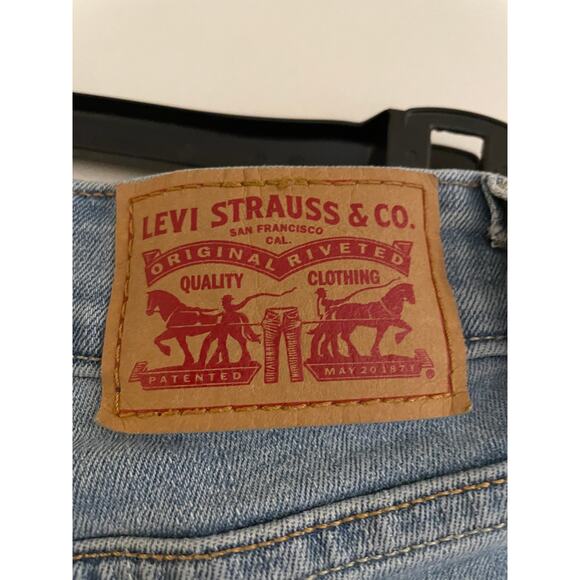 LEVI STRAUSS & CO.
SAN FRANCISCO
CAL.
ORIGINAL RIVETED
QUALITY CLOTHING
PATENTED MAY 20 1873
®